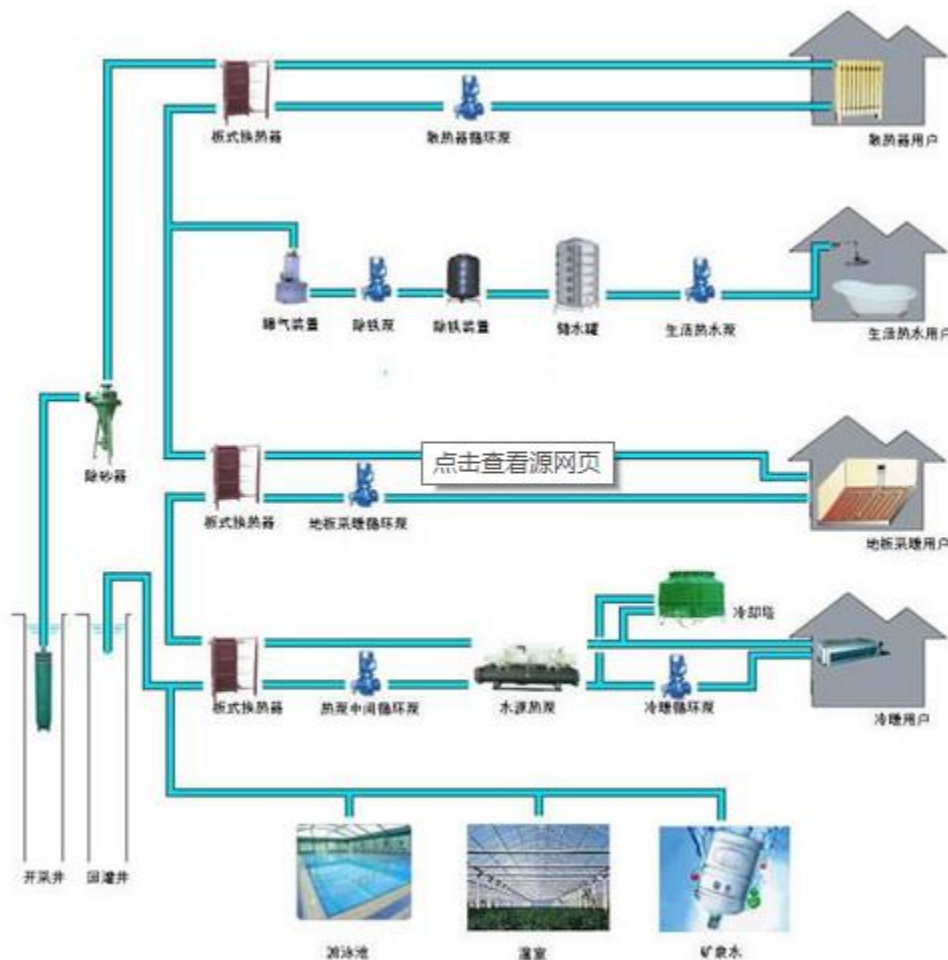 板式换热器
散热器循环泵
散热器用户
曝气装置
除铁泵
除铁装置
储水罐
生活热水泵
生活热水用户
除砂器
点击查看源网页
板式换热器
地板采暖循环泵
地板采暖用户
冷却塔
板式换热器
热泵中间循环泵
水源热泵
冷暖循环泵
冷暖用户
开采井
回灌井
游泳池
温室
矿泉水